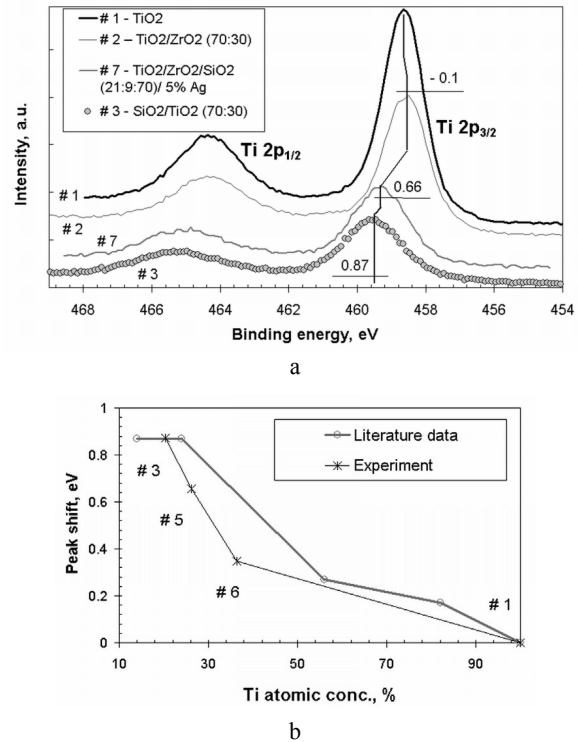 # 1 - TiO2
# 2 – TiO2/ZrO2 (70:30)
# 7 - TiO2/ZrO2/SiO2
(21:9:70)/ 5% Ag
# 3 - SiO2/TiO2 (70:30)
Ti 2p1/2
Ti 2p3/2
- 0.1
0.66
0.87
# 1
# 2
# 7
# 3
Intensity, a.u.
468 466 464 462 460 458 456 454
Binding energy, eV
a
1
0.8
0.6
0.4
0.2
0
Peak shift, eV
Literature data
Experiment
# 3
# 5
# 6
# 1
10 30 50 70 90
Ti atomic conc., %
b